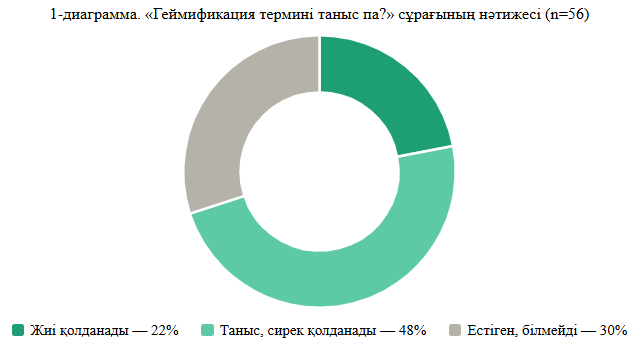 1-диаграмма. «Геймификация термині таныс па?» сұрағының нәтижесі (n=56)
Жиі қолданады — 22% Таныс, сирек қолданады — 48% Естіген, білмейді — 30%